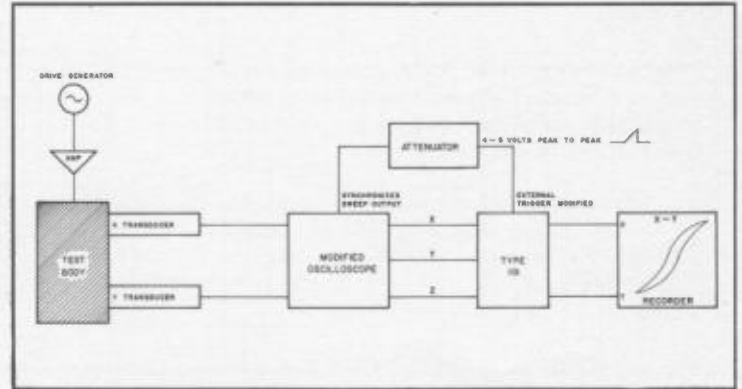 DRIVE GENERATOR
AMP
ATTENUATOR
4 – 5 VOLTS PEAK TO PEAK
SYNCHRONIZED
SWEEP OUTPUT
EXTERNAL
TRIGGER MODIFIED
X TRANSDUCER
TEST
BODY
Y TRANSDUCER
MODIFIED
OSCILLOSCOPE
X
Y
Z
TYPE
X
X – Y
Y
RECORDER